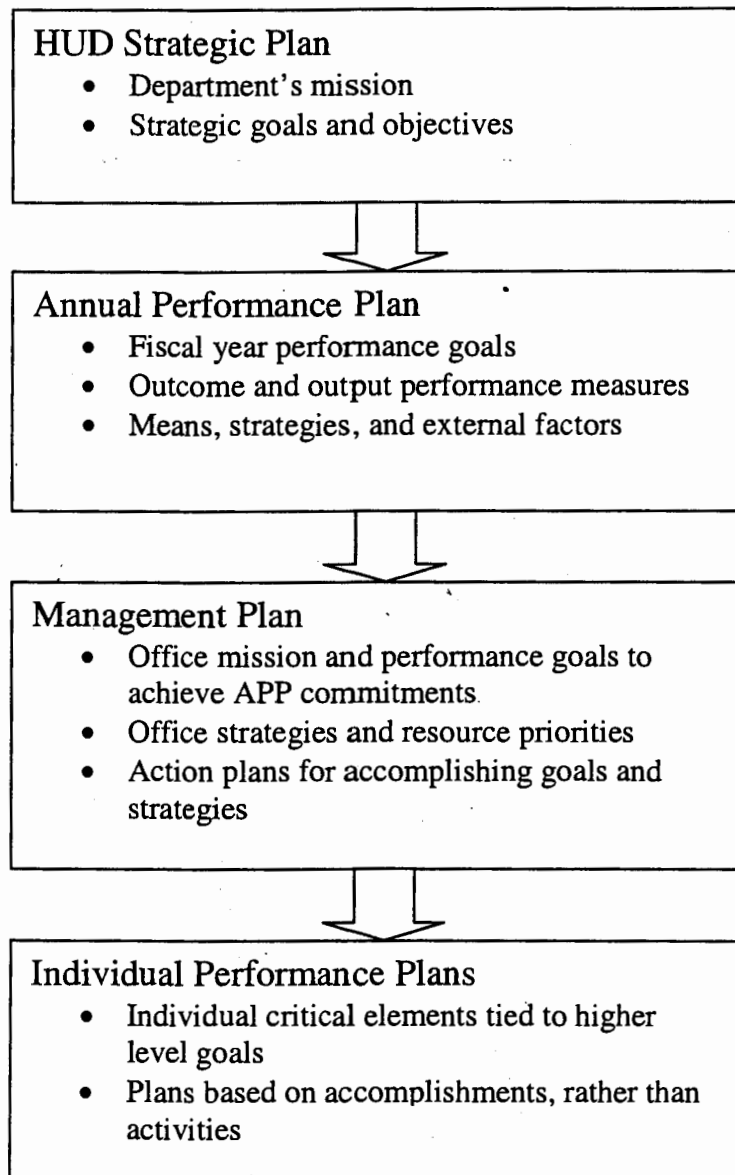 HUD Strategic Plan
• Department's mission
• Strategic goals and objectives
Annual Performance Plan
• Fiscal year performance goals
• Outcome and output performance measures
• Means, strategies, and external factors
Management Plan
• Office mission and performance goals to
achieve APP commitments
• Office strategies and resource priorities
• Action plans for accomplishing goals and
strategies
Individual Performance Plans
• Individual critical elements tied to higher
level goals
• Plans based on accomplishments, rather than
activities